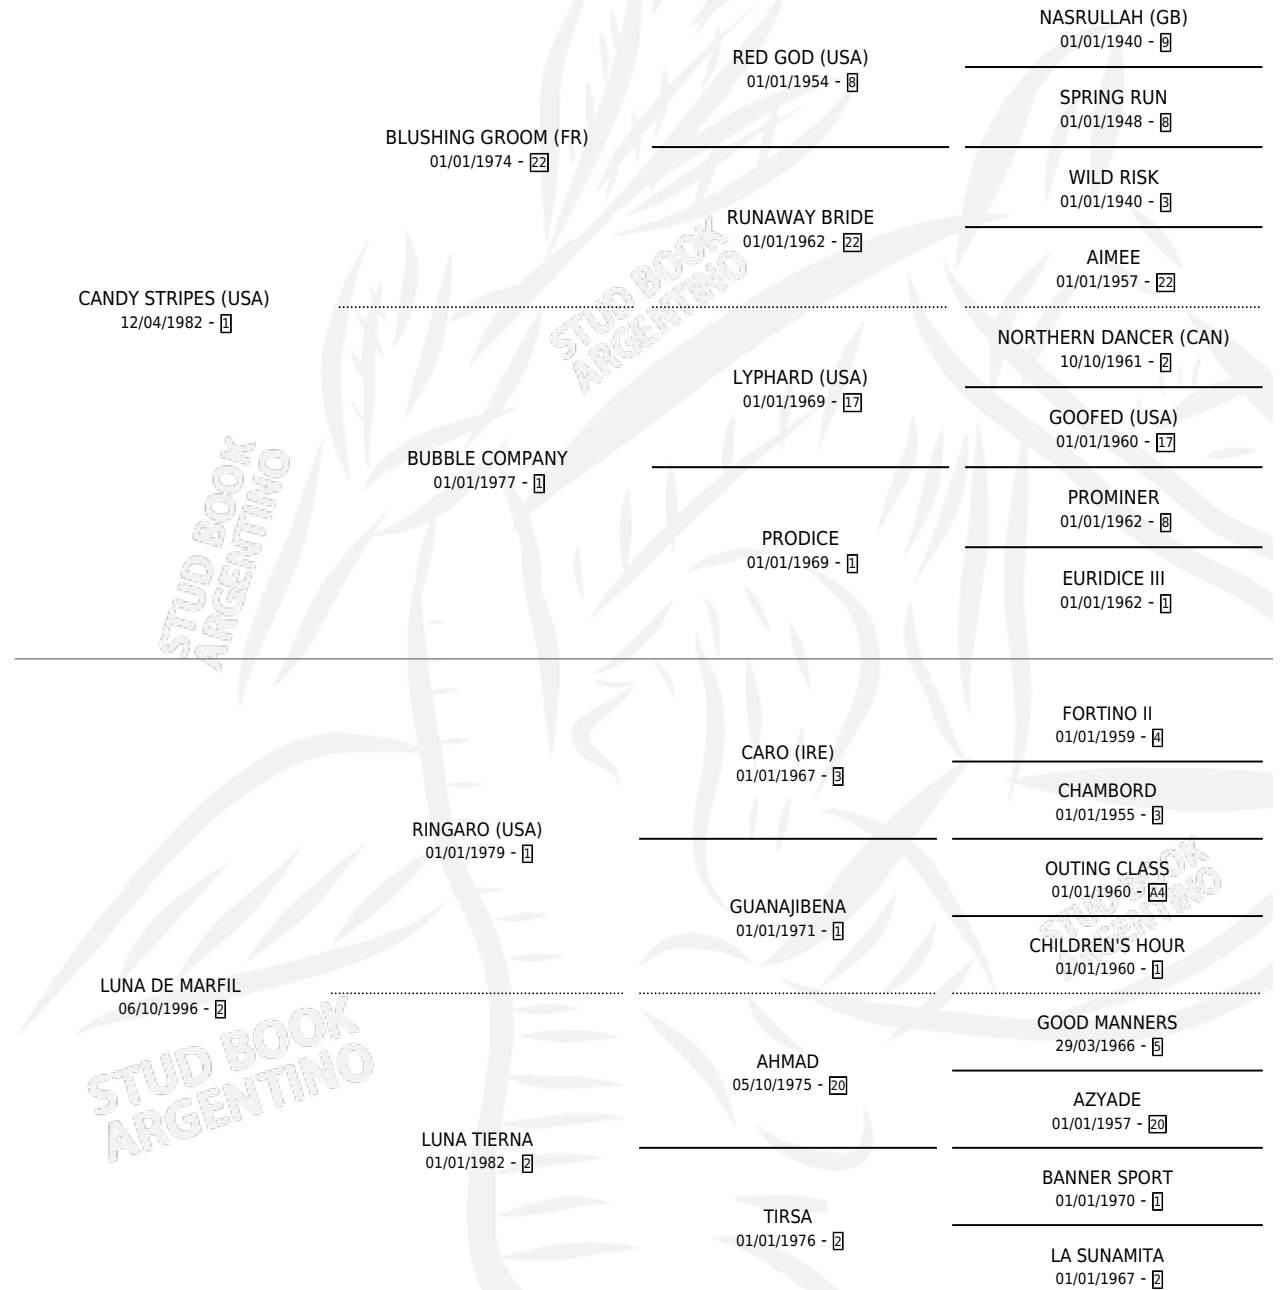 NASRULLAH (GB)
01/01/1940 - 9
RED GOD (USA)
01/01/1954 - 8
SPRING RUN
01/01/1948 - 8
BLUSHING GROOM (FR)
01/01/1974 - 22
WILD RISK
01/01/1940 - 3
RUNAWAY BRIDE
01/01/1962 - 22
AIMEE
01/01/1957 - 22
CANDY STRIPES (USA)
12/04/1982 - 1
NORTHERN DANCER (CAN)
10/10/1961 - 2
LYPHARD (USA)
01/01/1969 - 17
GOOFED (USA)
01/01/1960 - 17
BUBBLE COMPANY
01/01/1977 - 1
PROMINER
01/01/1962 - 8
PRODICE
01/01/1969 - 1
EURIDICE III
01/01/1962 - 1
FORTINO II
01/01/1959 - 4
CARO (IRE)
01/01/1967 - 3
CHAMBORD
01/01/1955 - 3
RINGARO (USA)
01/01/1979 - 1
OUTING CLASS
01/01/1960 - A4
GUANAJIBENA
01/01/1971 - 1
CHILDREN'S HOUR
01/01/1960 - 1
LUNA DE MARFIL
06/10/1996 - 2
GOOD MANNERS
29/03/1966 - 5
AHMAD
05/10/1975 - 20
AZYADE
01/01/1957 - 20
LUNA TIERNA
01/01/1982 - 2
BANNER SPORT
01/01/1970 - 1
TIRSA
01/01/1976 - 2
LA SUNAMITA
01/01/1967 - 2
STUD BOOK
ARGENTINO
STUD BOOK
ARGENTINO
STUD BOOK
ARGENTINO
STUD BOOK
ARGENTINO